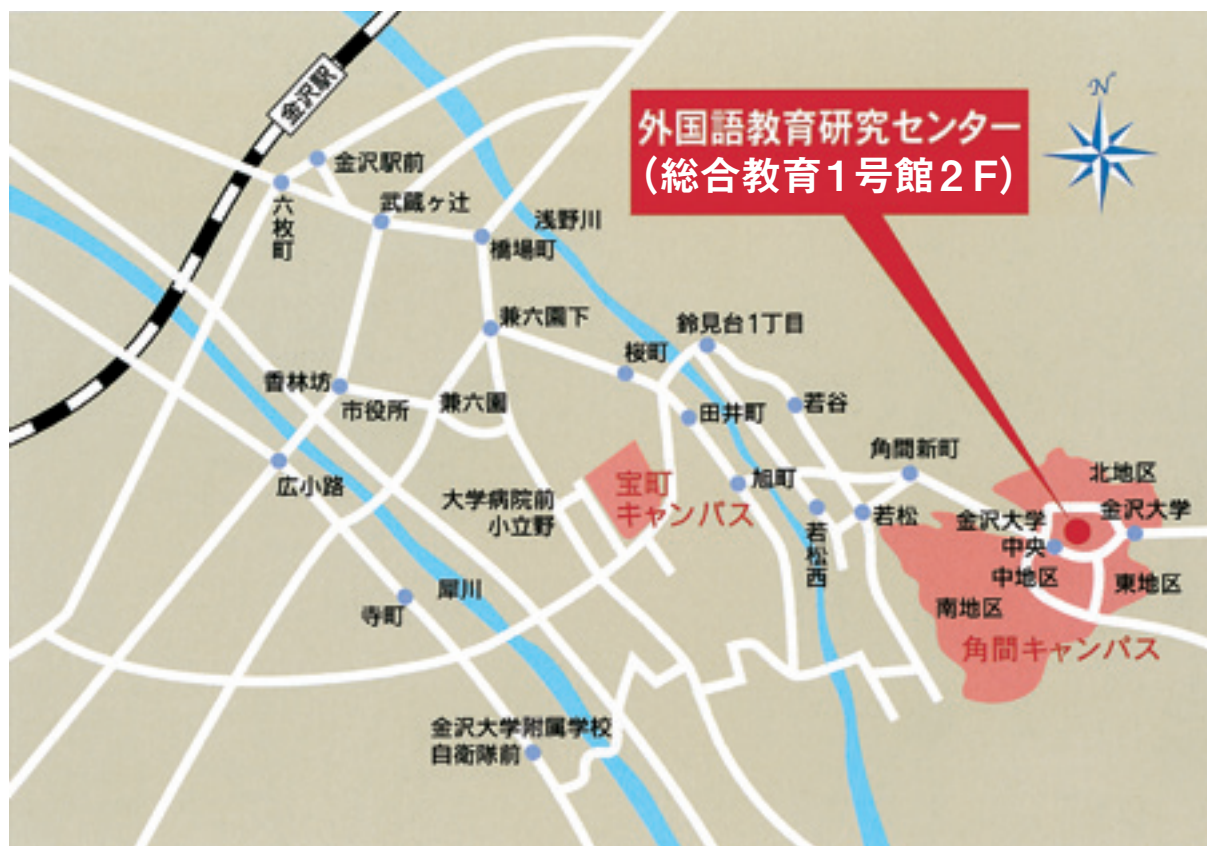 N
外国語教育研究センター
(総合教育1号館2F)
金沢駅
金沢駅前
六枚町
武蔵ヶ辻
橋場町
浅野川
兼六園下
桜町
鈴見台1丁目
香林坊
市役所
兼六園
田井町
若谷
広小路
大学病院前
小立野
宝町
キャンパス
旭町
角間新町
若松西
若松
北地区
金沢大学
中央
金沢大学
中地区
東地区
南地区
角間キャンパス
犀川
寺町
金沢大学附属学校
自衛隊前